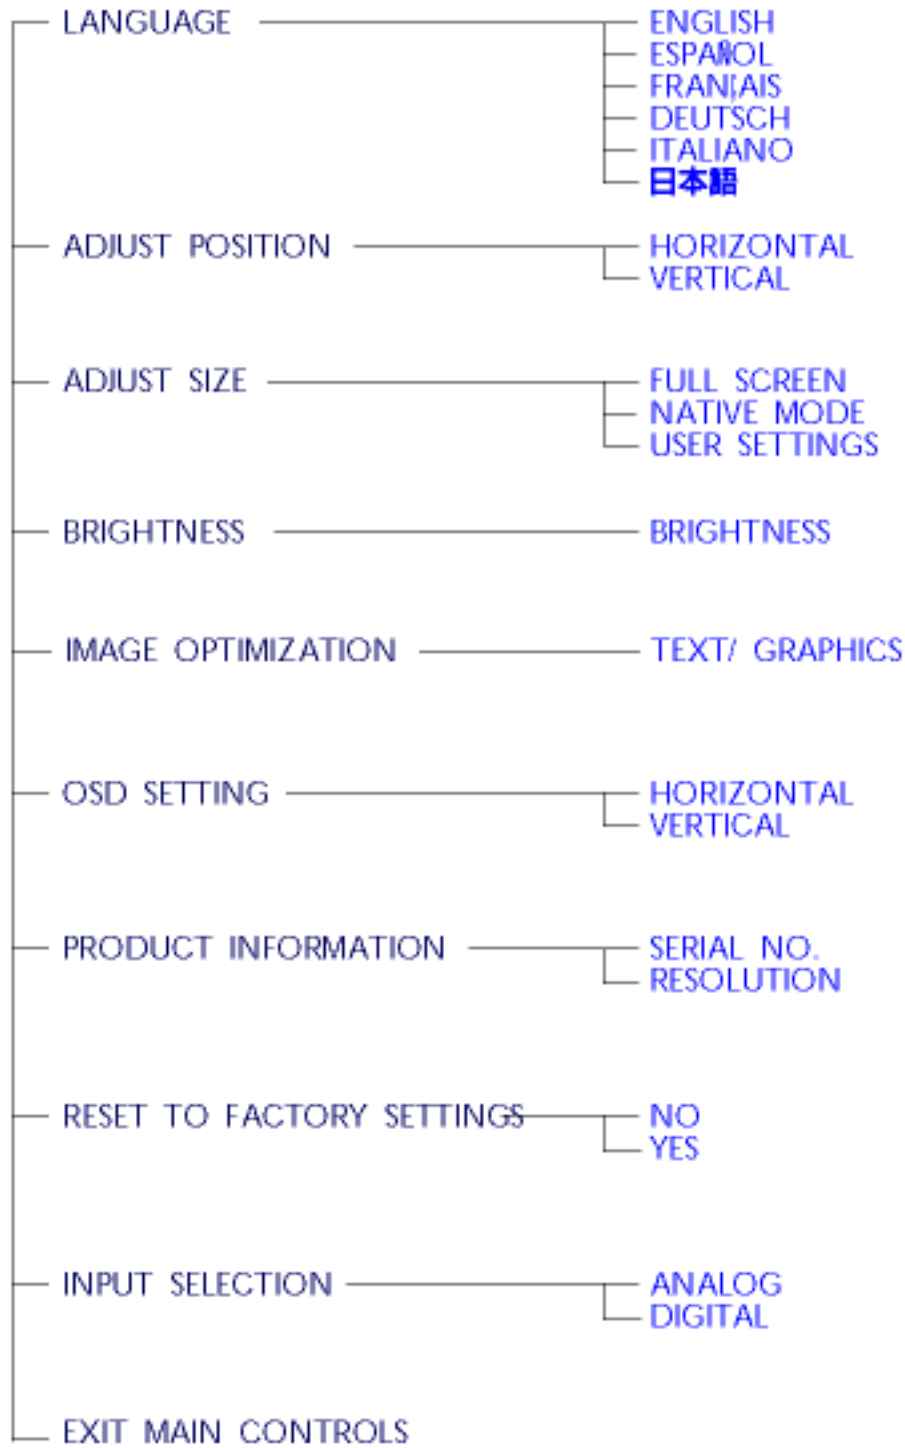 LANGUAGE ENGLISH
ESPAÑOL
FRANÇAIS
DEUTSCH
ITALIANO
日本語
ADJUST POSITION HORIZONTAL
VERTICAL
ADJUST SIZE FULL SCREEN
NATIVE MODE
USER SETTINGS
BRIGHTNESS BRIGHTNESS
IMAGE OPTIMIZATION TEXT/ GRAPHICS
OSD SETTING HORIZONTAL
VERTICAL
PRODUCT INFORMATION SERIAL NO.
RESOLUTION
RESET TO FACTORY SETTINGS NO
YES
INPUT SELECTION ANALOG
DIGITAL
EXIT MAIN CONTROLS